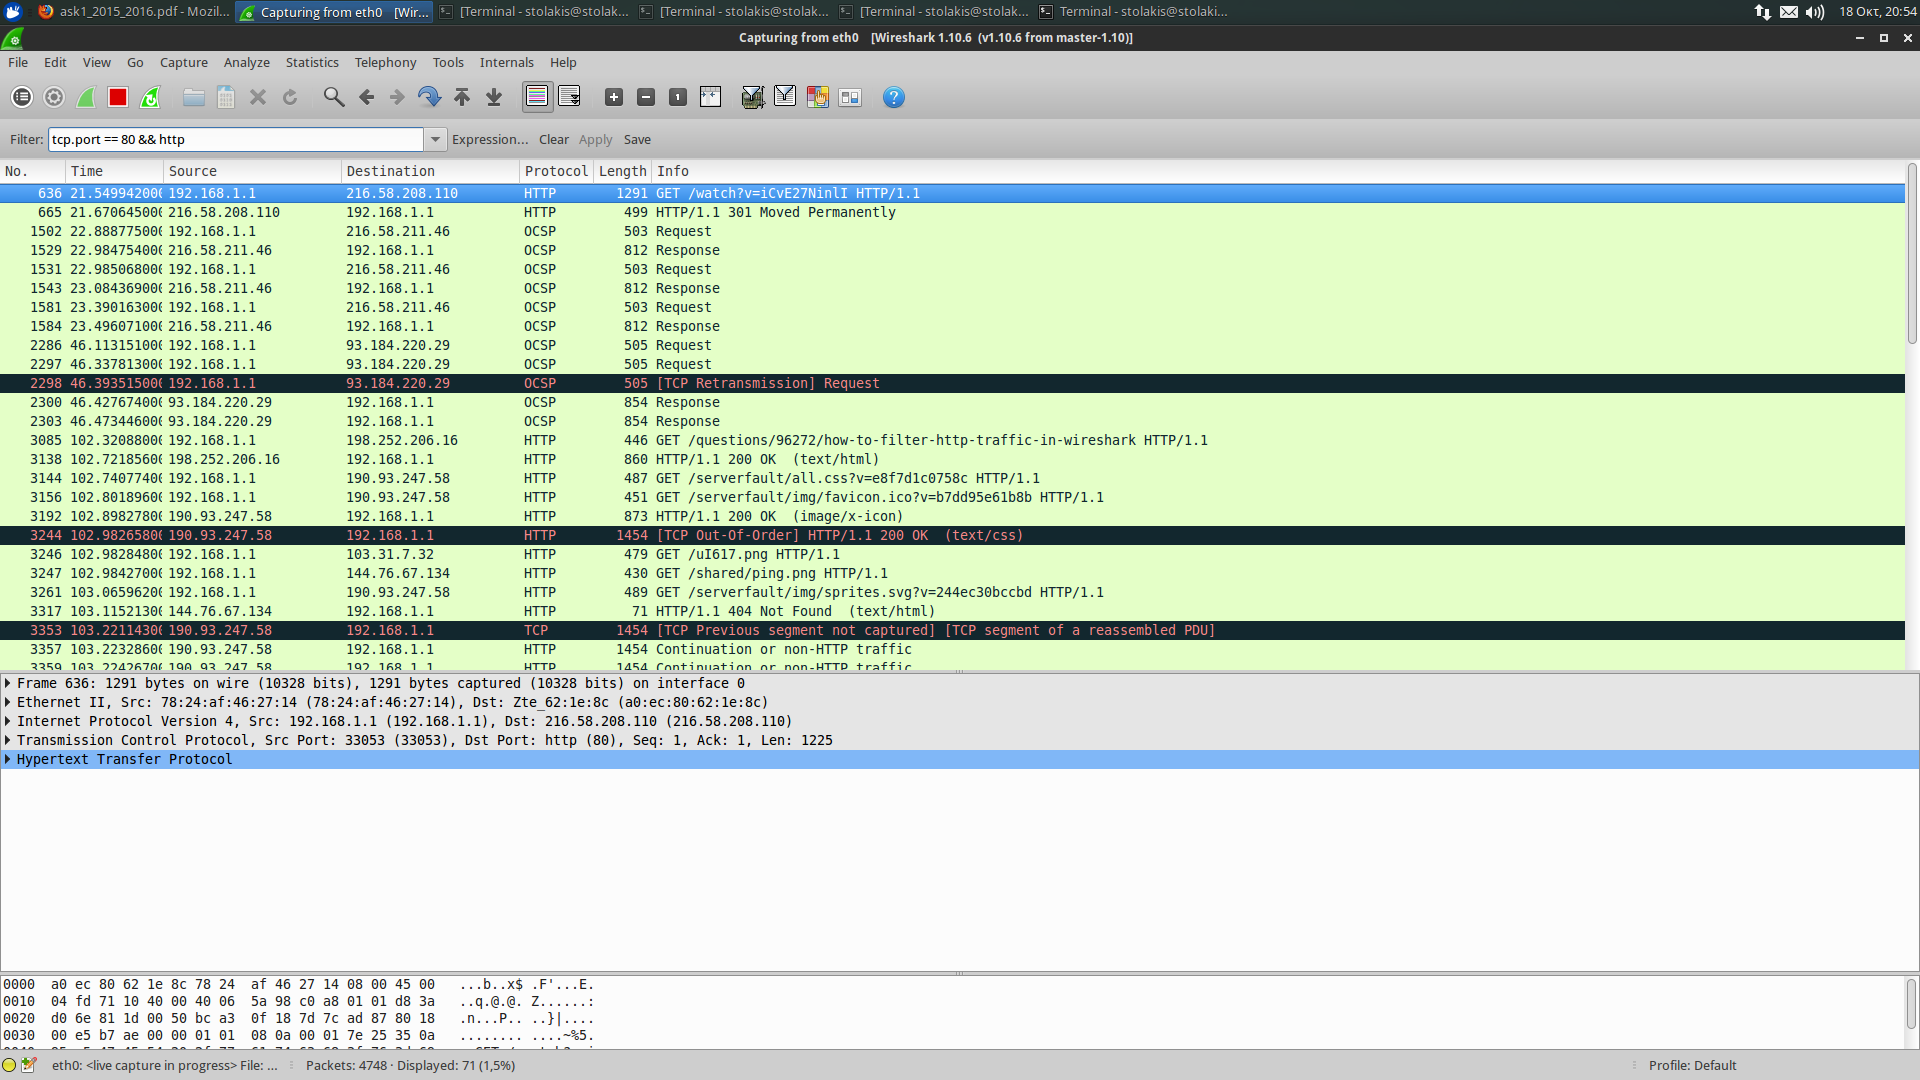 ask1_2015_2016.pdf - Mozil... Capturing from eth0 [Wir... [Terminal - stolakis@stolak... [Terminal - stolakis@stolak... [Terminal - stolakis@stolak... Terminal - stolakis@stolaki... 18 Οκτ, 20:54
Capturing from eth0 [Wireshark 1.10.6 (v1.10.6 from master-1.10)]
File Edit View Go Capture Analyze Statistics Telephony Tools Internals Help
Filter: tcp.port == 80 && http Expression... Clear Apply Save
No. Time Source Destination Protocol Length Info
636 21.549942000 192.168.1.1 216.58.208.110 HTTP 1291 GET /watch?v=iCvE27NinlI HTTP/1.1
665 21.670645000 216.58.208.110 192.168.1.1 HTTP 499 HTTP/1.1 301 Moved Permanently
1502 22.888775000 192.168.1.1 216.58.211.46 OCSP 503 Request
1529 22.984754000 216.58.211.46 192.168.1.1 OCSP 812 Response
1531 22.985068000 192.168.1.1 216.58.211.46 OCSP 503 Request
1543 23.084369000 216.58.211.46 192.168.1.1 OCSP 812 Response
1581 23.390163000 192.168.1.1 216.58.211.46 OCSP 503 Request
1584 23.496071000 216.58.211.46 192.168.1.1 OCSP 812 Response
2286 46.113151000 192.168.1.1 93.184.220.29 OCSP 505 Request
2297 46.337813000 192.168.1.1 93.184.220.29 OCSP 505 Request
2298 46.393515000 192.168.1.1 93.184.220.29 OCSP 505 [TCP Retransmission] Request
2300 46.427674000 93.184.220.29 192.168.1.1 OCSP 854 Response
2303 46.473446000 93.184.220.29 192.168.1.1 OCSP 854 Response
3085 102.32088000 192.168.1.1 198.252.206.16 HTTP 446 GET /questions/96272/how-to-filter-http-traffic-in-wireshark HTTP/1.1
3138 102.72185600 198.252.206.16 192.168.1.1 HTTP 860 HTTP/1.1 200 OK (text/html)
3144 102.74077400 192.168.1.1 190.93.247.58 HTTP 487 GET /serverfault/all.css?v=e8f7d1c0758c HTTP/1.1
3156 102.80189600 192.168.1.1 190.93.247.58 HTTP 451 GET /serverfault/img/favicon.ico?v=b7dd95e61b8b HTTP/1.1
3192 102.89827800 190.93.247.58 192.168.1.1 HTTP 873 HTTP/1.1 200 OK (image/x-icon)
3244 102.98265800 190.93.247.58 192.168.1.1 HTTP 1454 [TCP Out-Of-Order] HTTP/1.1 200 OK (text/css)
3246 102.98284800 192.168.1.1 103.31.7.32 HTTP 479 GET /uI617.png HTTP/1.1
3247 102.98427000 192.168.1.1 144.76.67.134 HTTP 430 GET /shared/ping.png HTTP/1.1
3261 103.06596200 192.168.1.1 190.93.247.58 HTTP 489 GET /serverfault/img/sprites.svg?v=244ec30bccbd HTTP/1.1
3317 103.11521300 144.76.67.134 192.168.1.1 HTTP 71 HTTP/1.1 404 Not Found (text/html)
3353 103.22114300 190.93.247.58 192.168.1.1 TCP 1454 [TCP Previous segment not captured] [TCP segment of a reassembled PDU]
3357 103.22328600 190.93.247.58 192.168.1.1 HTTP 1454 Continuation or non-HTTP traffic
3359 103.22426700 190.93.247.58 192.168.1.1 HTTP 1454 Continuation or non-HTTP traffic
Frame 636: 1291 bytes on wire (10328 bits), 1291 bytes captured (10328 bits) on interface 0
Ethernet II, Src: 78:24:af:46:27:14 (78:24:af:46:27:14), Dst: Zte_62:1e:8c (a0:ec:80:62:1e:8c)
Internet Protocol Version 4, Src: 192.168.1.1 (192.168.1.1), Dst: 216.58.208.110 (216.58.208.110)
Transmission Control Protocol, Src Port: 33053 (33053), Dst Port: http (80), Seq: 1, Ack: 1, Len: 1225
Hypertext Transfer Protocol
0000 a0 ec 80 62 1e 8c 78 24 af 46 27 14 08 00 45 00 ...b..x$ .F'...E.
0010 04 fd 71 10 40 00 40 06 5a 98 c0 a8 01 01 d8 3a ..q.@.@. Z......:
0020 d0 6e 81 1d 00 50 bc a3 0f 18 7d 7c ad 87 80 18 .n...P.. ..}|....
0030 00 e5 b7 ae 00 00 01 01 08 0a 00 01 7e 25 35 0a ........ ....~%5.
eth0: <live capture in progress> File: ... Packets: 4748 · Displayed: 71 (1,5%) Profile: Default